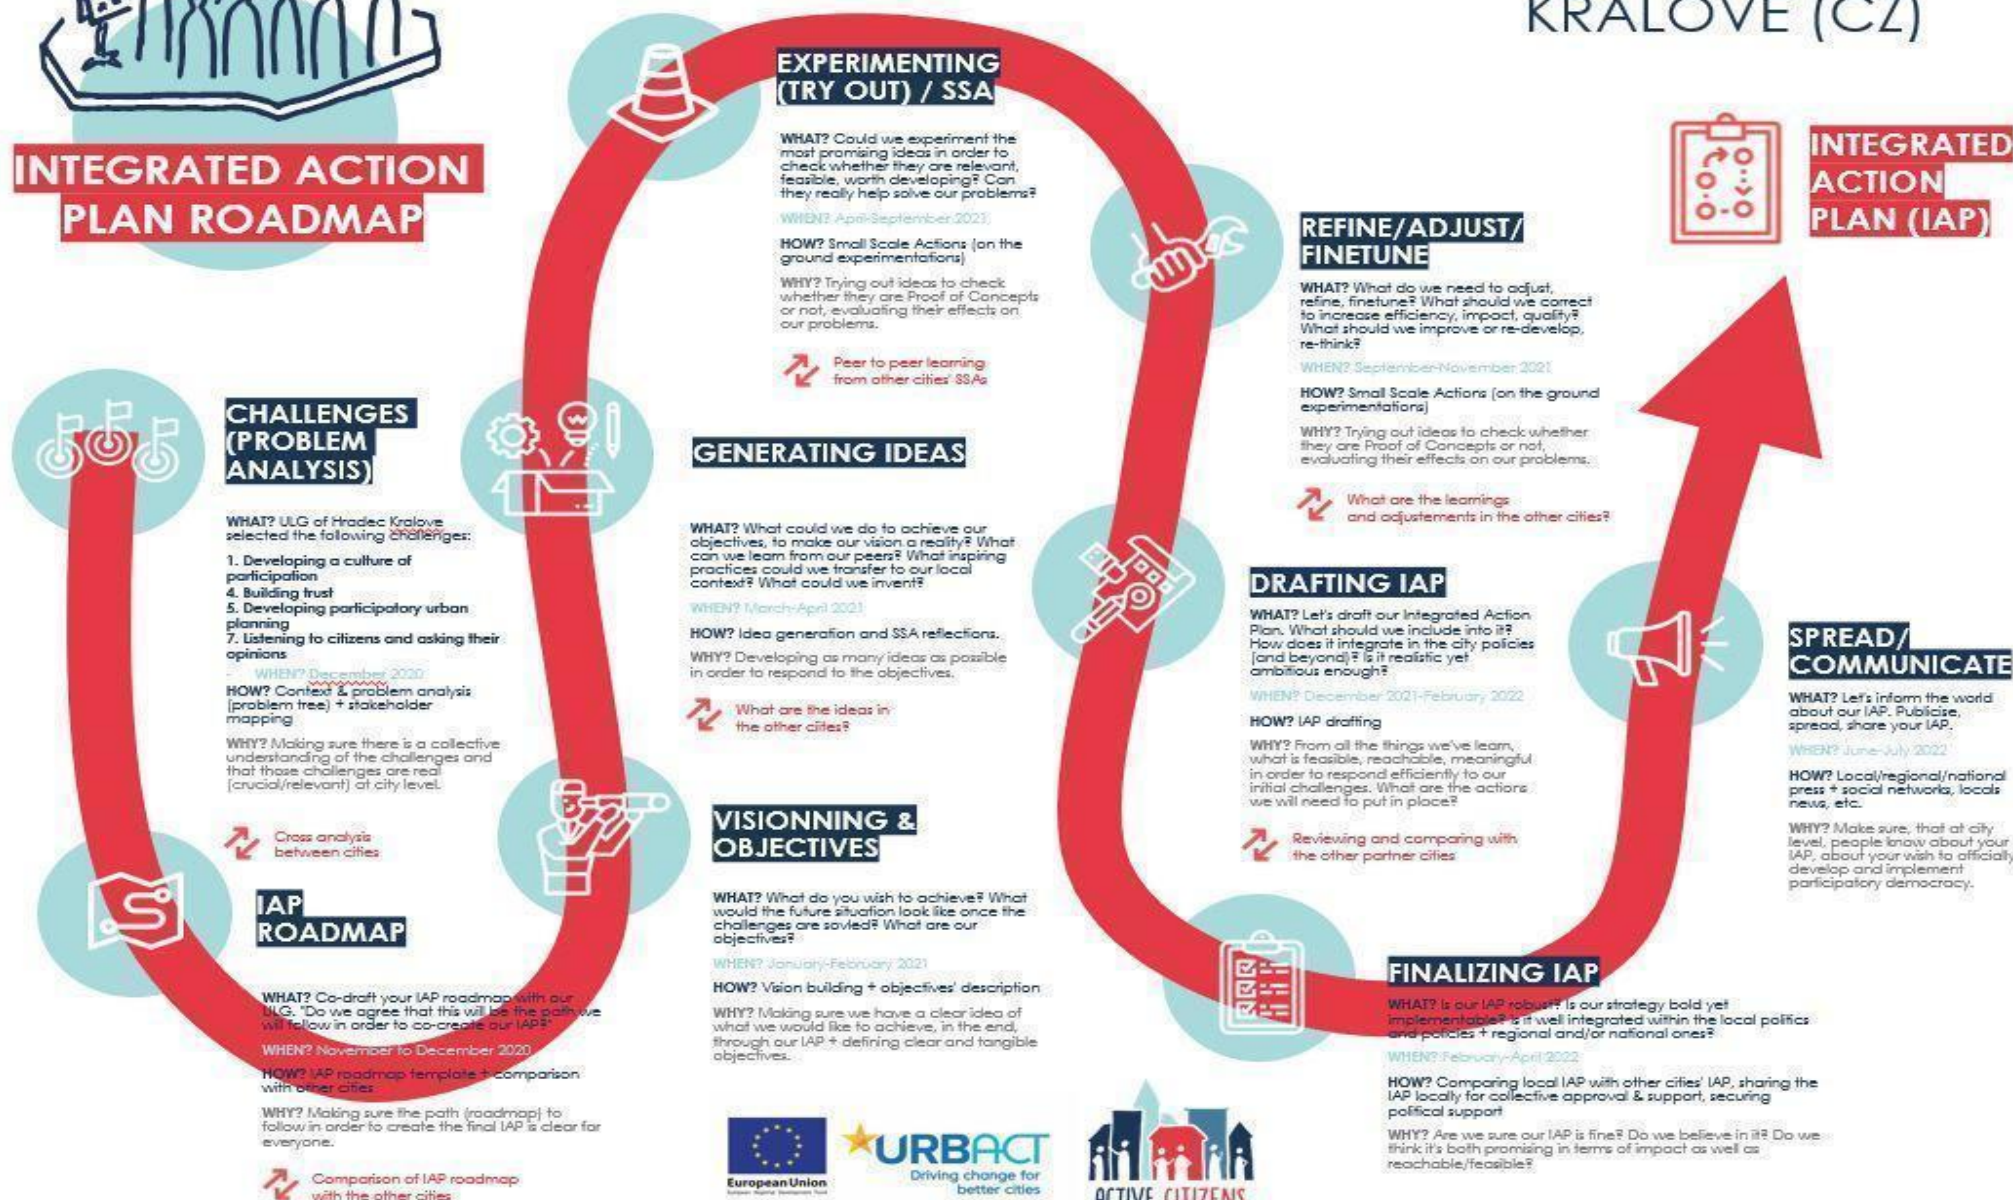 KRALOVE (CZ)
INTEGRATED ACTION
PLAN ROADMAP
CHALLENGES
(PROBLEM
ANALYSIS)
WHAT? ULG of Hradec Kralove
selected the following challenges:
1. Developing a culture of
participation
4. Building trust
5. Developing participatory urban
planning
7. Listening to citizens and asking their
opinions
- WHEN? December 2020
HOW? Context & problem analysis
(problem tree) + stakeholder
mapping
WHY? Making sure there is a collective
understanding of the challenges and
that those challenges are real
(crucial/relevant) at city level.
Cross analysis
between cities
IAP
ROADMAP
WHAT? Co-draft your IAP roadmap with our
ULG. "Do we agree that this will be the path we
will follow in order to co-create our IAP?"
WHEN? November to December 2020
HOW? IAP roadmap template + comparison
with other cities
WHY? Making sure the path (roadmap) to
follow in order to create the final IAP is clear for
everyone.
Comparison of IAP roadmap
with the other cities
VISIONNING &
OBJECTIVES
WHAT? What do you wish to achieve? What
would the future situation look like once the
challenges are sovled? What are our
objectives?
WHEN? January-February 2021
HOW? Vision building + objectives' description
WHY? Making sure we have a clear idea of
what we would like to achieve, in the end,
through our IAP + defining clear and tangible
objectives.
GENERATING IDEAS
WHAT? What could we do to achieve our
objectives, to make our vision a reality? What
can we learn from our peers? What inspiring
practices could we transfer to our local
context? What could we invent?
WHEN? March-April 2021
HOW? Idea generation and SSA reflections.
WHY? Developing as many ideas as possible
in order to respond to the objectives.
What are the ideas in
the other ciites?
EXPERIMENTING
(TRY OUT) / SSA
WHAT? Could we experiment the
most promising ideas in order to
check whether they are relevant,
feasible, worth developing? Can
they really help solve our problems?
WHEN? April-September 2021
HOW? Small Scale Actions (on the
ground experimentations)
WHY? Trying out ideas to check
whether they are Proof of Concepts
or not, evaluating their effects on
our problems.
Peer to peer learning
from other cities' SSAs
REFINE/ADJUST/
FINETUNE
WHAT? What do we need to adjust,
refine, finetune? What should we correct
to increase efficiency, impact, quality?
What should we improve or re-develop,
re-think?
WHEN? September-November 2021
HOW? Small Scale Actions (on the ground
experimentations)
WHY? Trying out ideas to check whether
they are Proof of Concepts or not,
evaluating their effects on our problems.
What are the learnings
and adjustements in the other cities?
DRAFTING IAP
WHAT? Let's draft our Integrated Action
Plan. What should we include into it?
How does it integrate in the city policies
(and beyond)? Is it realistic yet
ambitious enough?
WHEN? December 2021-February 2022
HOW? IAP drafting
WHY? From all the things we've learn,
what is feasible, reachable, meaningful
in order to respond efficiently to our
initial challenges. What are the actions
we will need to put in place?
Reviewing and comparing with
the other partner cities
FINALIZING IAP
WHAT? Is our IAP robust? Is our strategy bold yet
implementable? Is it well integrated within the local politics
and policies + regional and/or national ones?
WHEN? February-April 2022
HOW? Comparing local IAP with other cities' IAP, sharing the
IAP locally for collective approval & support, securing
political support
WHY? Are we sure our IAP is fine? Do we believe in it? Do we
think it's both promising in terms of impact as well as
reachable/feasible?
SPREAD/
COMMUNICATE
WHAT? Let's inform the world
about our IAP. Publicise,
spread, share your IAP.
WHEN? June-July 2022
HOW? Local/regional/national
press + social networks, locals
news, etc.
WHY? Make sure, that at city
level, people know about your
IAP, about your wish to officially
develop and implement
participatory democracy.
INTEGRATED
ACTION
PLAN (IAP)
European Union
European Regional Development Fund
URBACT
Driving change for
better cities
ACTIVE CITIZENS